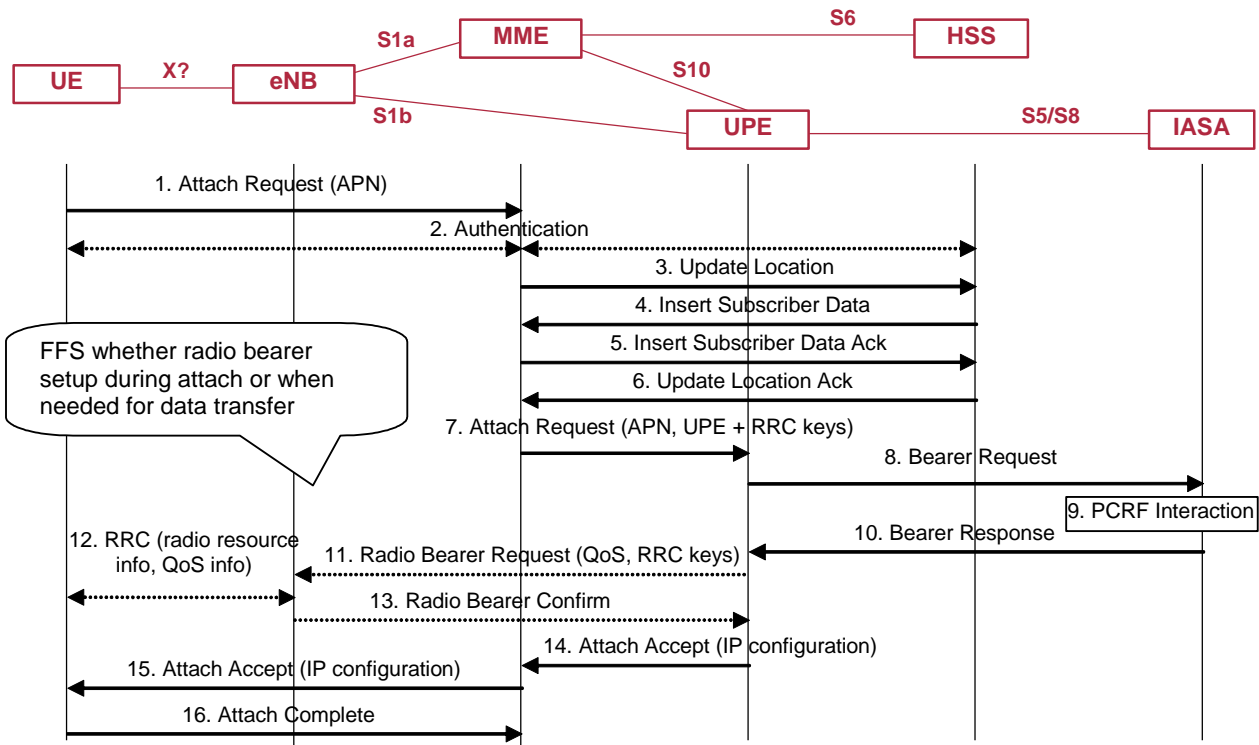 S6
MME
HSS
S1a
X?
S10
UE
eNB
S1b
UPE
S5/S8
IASA
1. Attach Request (APN)
2. Authentication
3. Update Location
4. Insert Subscriber Data
FFS whether radio bearer
setup during attach or when
needed for data transfer
5. Insert Subscriber Data Ack
6. Update Location Ack
7. Attach Request (APN, UPE + RRC keys)
8. Bearer Request
9. PCRF Interaction
10. Bearer Response
12. RRC (radio resource
info, QoS info)
11. Radio Bearer Request (QoS, RRC keys)
13. Radio Bearer Confirm
14. Attach Accept (IP configuration)
15. Attach Accept (IP configuration)
16. Attach Complete